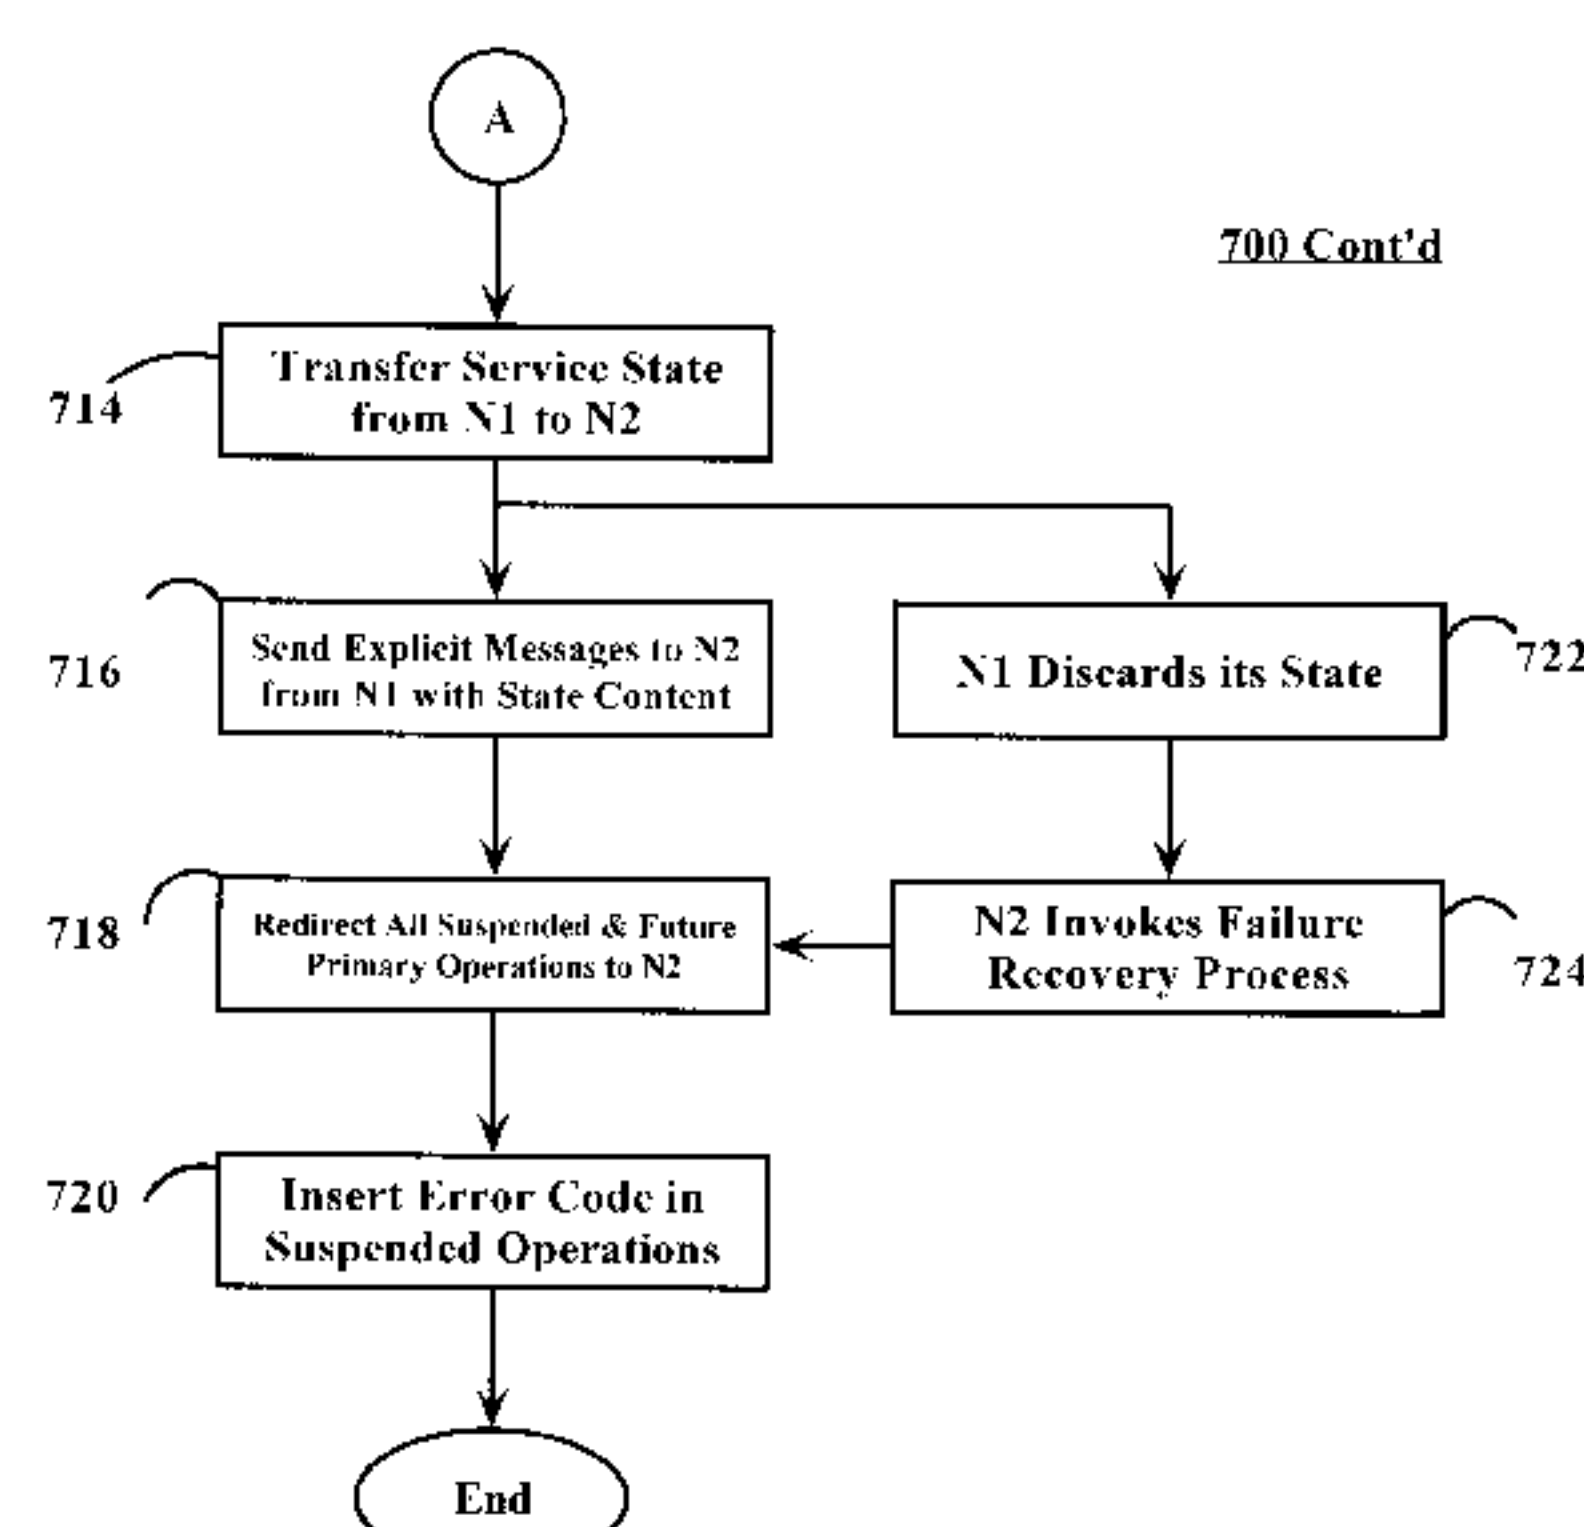 A
700 Cont'd
Transfer Service State
from N1 to N2
714
Send Explicit Messages to N2
from N1 with State Content
716
N1 Discards its State
722
Redirect All Suspended & Future
Primary Operations to N2
718
N2 Invokes Failure
Recovery Process
724
Insert Error Code in
Suspended Operations
720
End